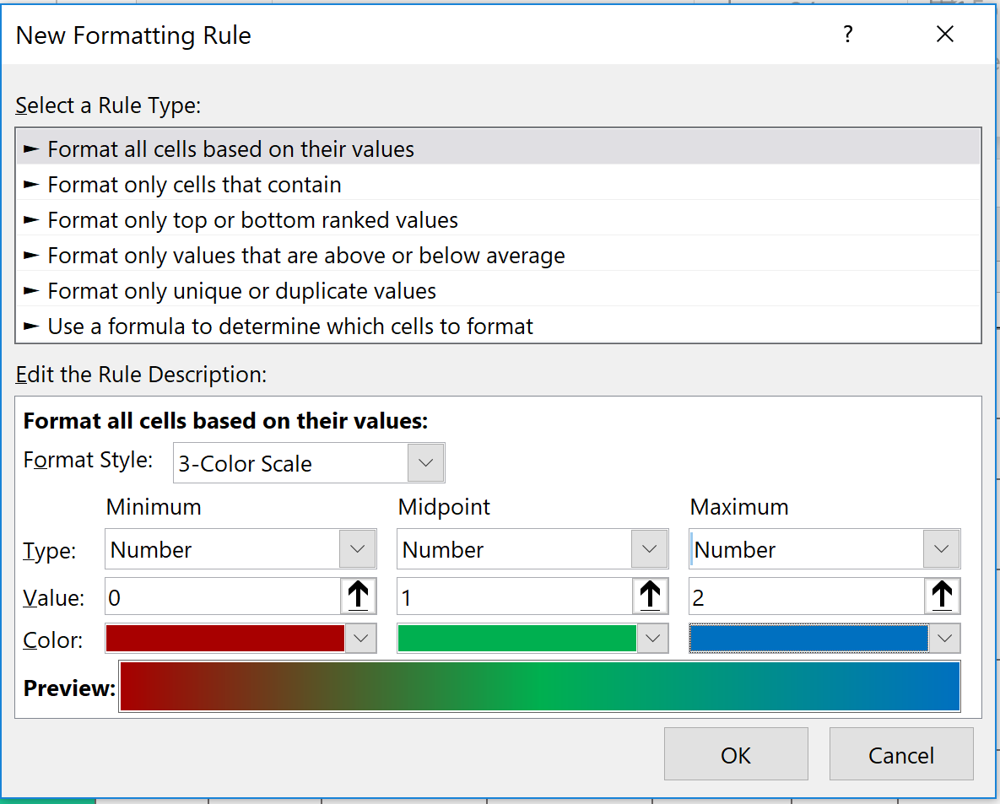 New Formatting Rule ?
Select a Rule Type:
► Format all cells based on their values
► Format only cells that contain
► Format only top or bottom ranked values
► Format only values that are above or below average
► Format only unique or duplicate values
► Use a formula to determine which cells to format
Edit the Rule Description:
Format all cells based on their values:
Format Style: 3-Color Scale
Minimum Midpoint Maximum
Type: Number Number Number
Value: 0 1 2
Color:
Preview:
OK Cancel